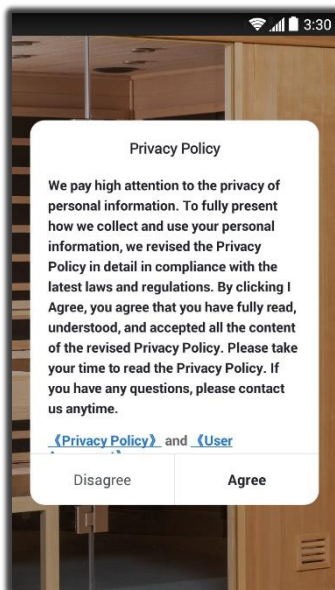 3:30
Privacy Policy
We pay high attention to the privacy of
personal information. To fully present
how we collect and use your personal
information, we revised the Privacy
Policy in detail in compliance with the
latest laws and regulations. By clicking I
Agree, you agree that you have fully read,
understood, and accepted all the content
of the revised Privacy Policy. Please take
your time to read the Privacy Policy. If
you have any questions, please contact
us anytime.
《Privacy Policy》 and 《User
Disagree
Agree